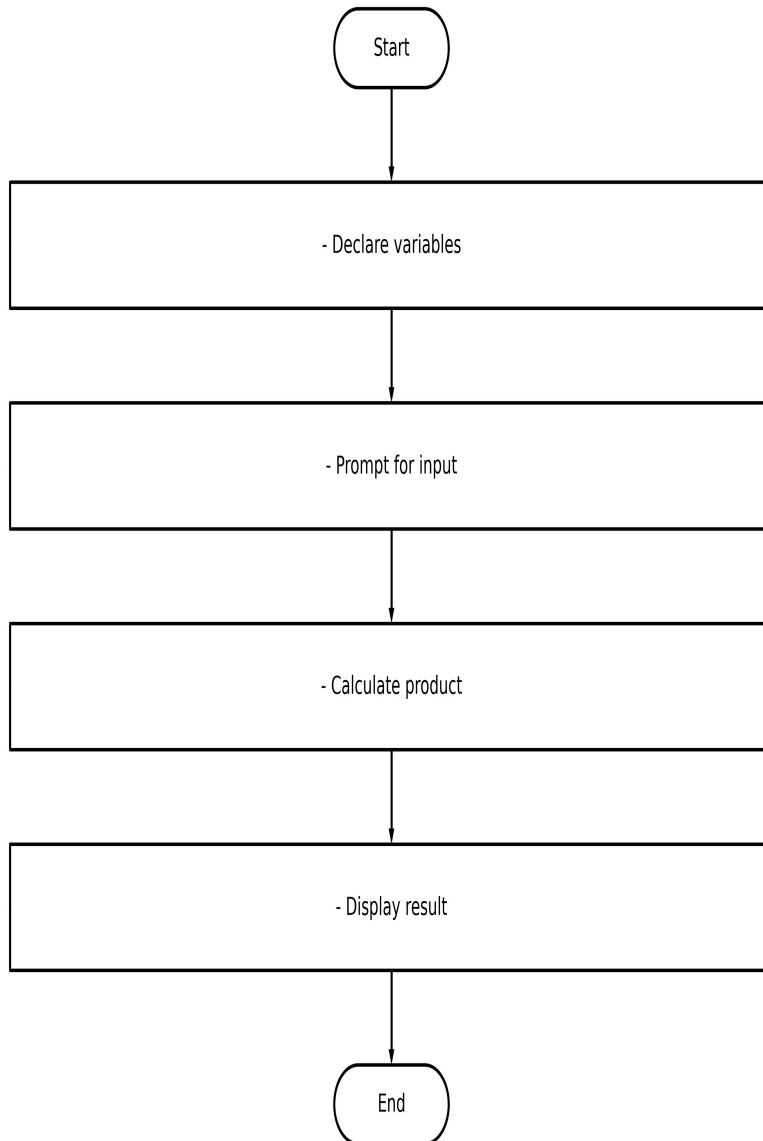 Start
- Declare variables
- Prompt for input
- Calculate product
- Display result
End